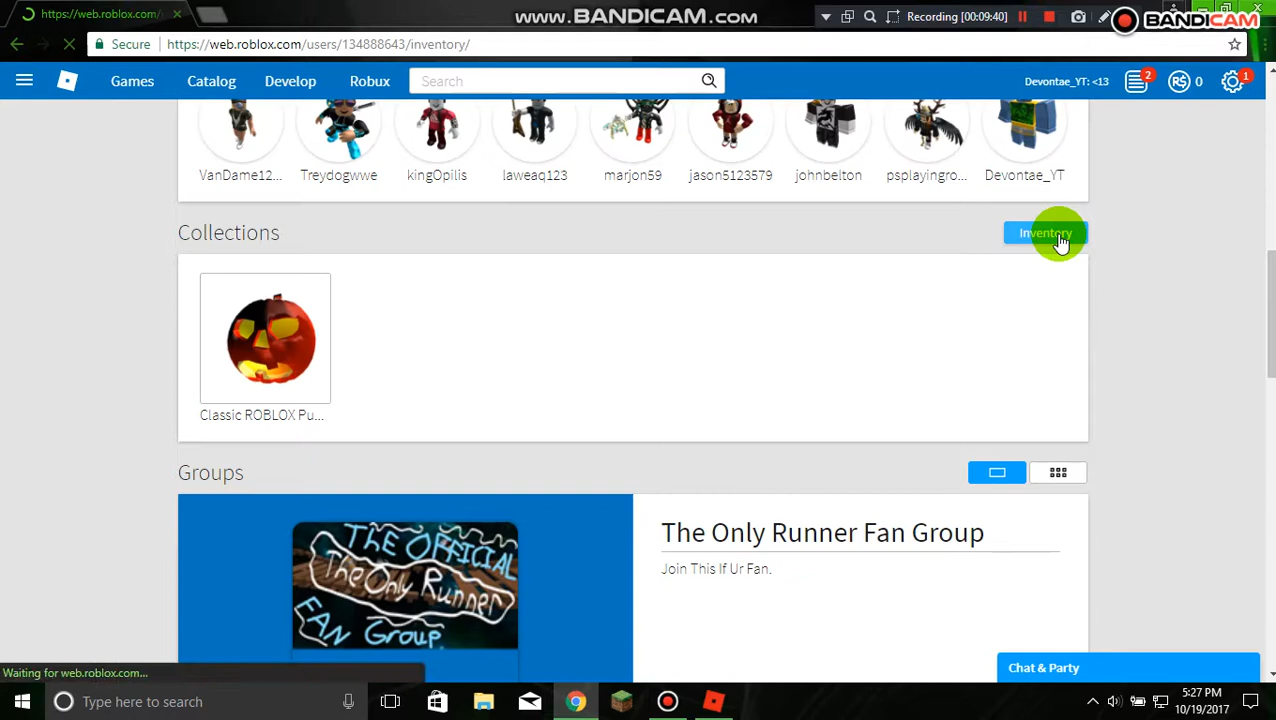 https://web.roblox.com/
www.BANDICAM.com
Recording [00:09:40]
BANDICAM
Secure
https://web.roblox.com/users/134888643/inventory/
Games
Catalog
Develop
Robux
Search
Devontae_YT: <13
2
R$ 0
1
VanDame12...
Treydogwwe
kingOpilis
laweaq123
marjon59
jason5123579
johnbelton
psplayingro...
Devontae_YT
Collections
Inventory
Classic ROBLOX Pu...
Groups
THE OFFICIAL
The Only Runner
FAN Group
The Only Runner Fan Group
Join This If Ur Fan.
Waiting for web.roblox.com...
Chat & Party
Type here to search
5:27 PM
10/19/2017